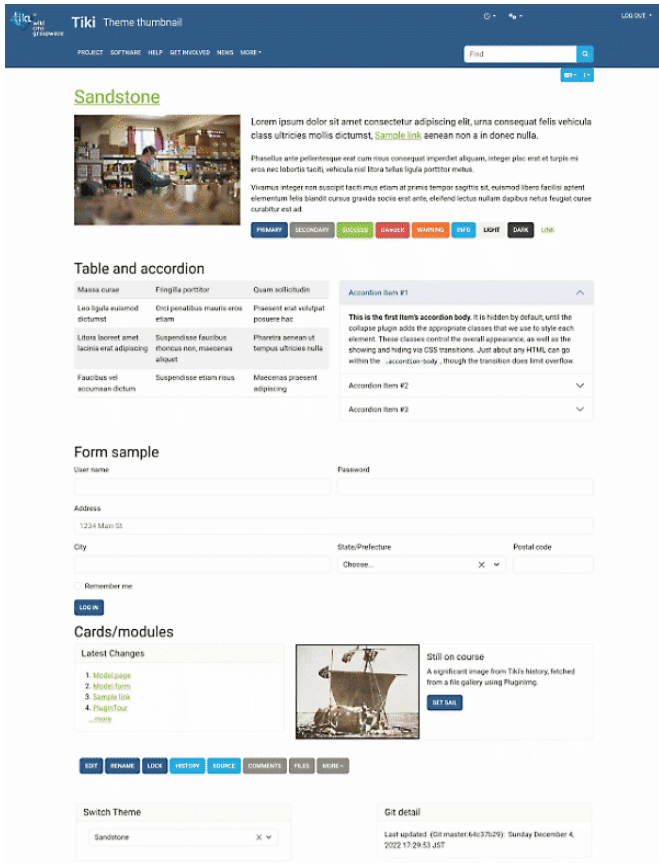 tiki
wiki
cms
groupware
Tiki Theme thumbnail
LOG OUT
PROJECT SOFTWARE HELP GET INVOLVED NEWS MORE
Find
Sandstone
Lorem ipsum dolor sit amet consectetur adipiscing elit, urna consequat felis vehicula
class ultricies mollis dictumst, Sample link aenean non a in donec nulla.
Phasellus ante pellentesque erat cum risus consequat imperdiet aliquam, integer plac erat et turpis mi
eros nec lobortis taciti, vehicula nisl litora tellus ligula porttitor metus.
Vivamus integer non suscipit taciti mus etiam at primis tempor sagittis sit, euismod libero facilisi aptent
elementum felis blandit cursus gravida sociis erat ante, eleifend lectus nullam dapibus netus feugiat curae
curabitur est ad.
PRIMARY SECONDARY SUCCESS DANGER WARNING INFO LIGHT DARK LINK
Table and accordion
Massa curae Fringilla porttitor Quam sollicitudin
Leo ligula euismod Orci penatibus mauris eros Praesent erat volutpat
dictumst etiam posuere hac
Litora laoreet amet Suspendisse faucibus Pharetra aenean ut
lacinia erat adipiscing rhoncus non, maecenas tempus ultricies nulla
aliquet
Faucibus vel Suspendisse etiam risus Maecenas praesent
accumsan dictum adipiscing
Accordion Item #1
This is the first item's accordion body. It is hidden by default, until the
collapse plugin adds the appropriate classes that we use to style each
element. These classes control the overall appearance, as well as the
showing and hiding via CSS transitions. Just about any HTML can go
within the .accordion-body, though the transition does limit overflow.
Accordion Item #2
Accordion Item #3
Form sample
User name Password
Address
1234 Main St
City State/Prefecture Postal code
Choose...
Remember me
LOG IN
Cards/modules
Latest Changes
1. Model page
2. Model form
3. Sample link
4. PluginTour
...more
Still on course
A significant image from Tiki's history, fetched
from a file gallery using PluginImg.
SET SAIL
EDIT RENAME LOCK HISTORY SOURCE COMMENTS FILES MORE
Switch Theme
Sandstone
Git detail
Last updated (Git master:64c37b29): Sunday December 4,
2022 17:29:53 JST